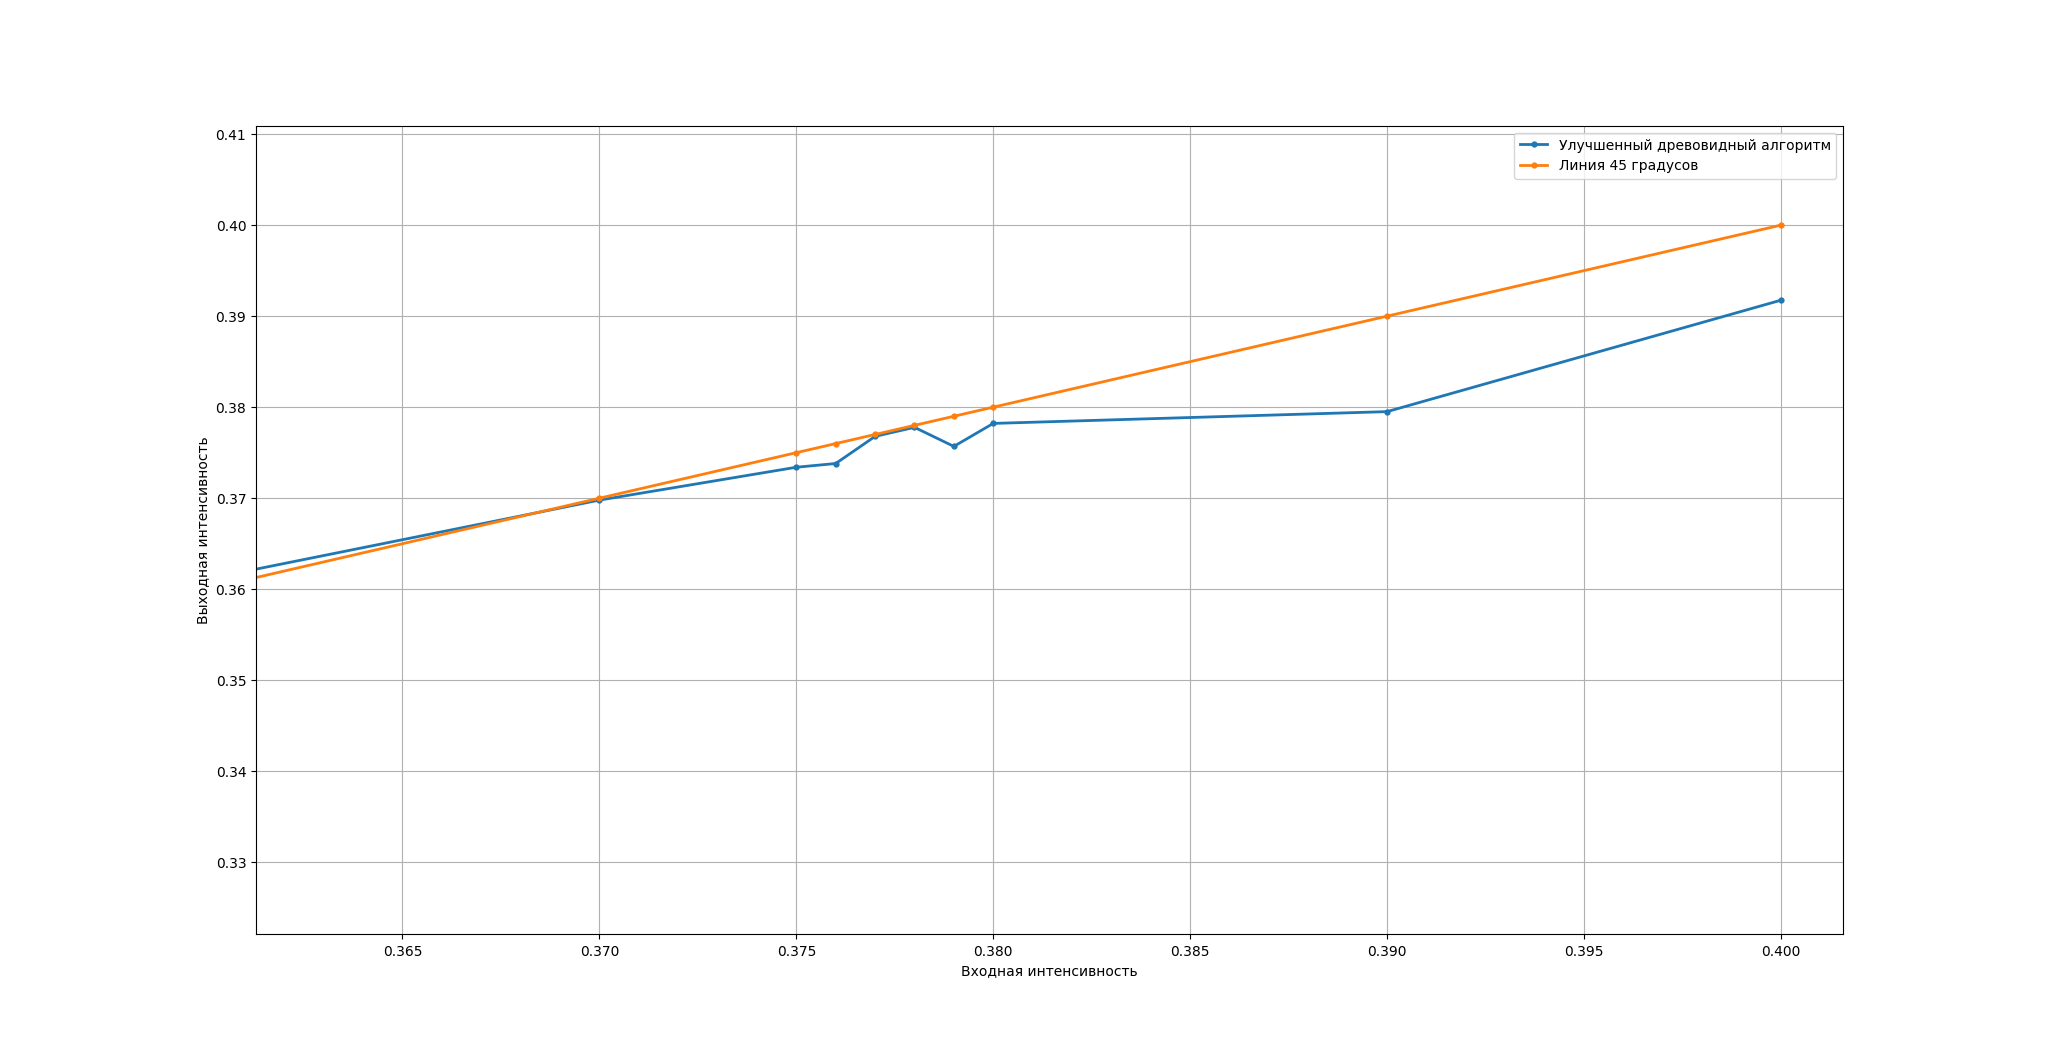 Улучшенный древовидный алгоритм
Линия 45 градусов
0.41
0.40
0.39
0.38
0.37
0.36
0.35
0.34
0.33
Выходная интенсивность
0.365 0.370 0.375 0.380 0.385 0.390 0.395 0.400
Входная интенсивность